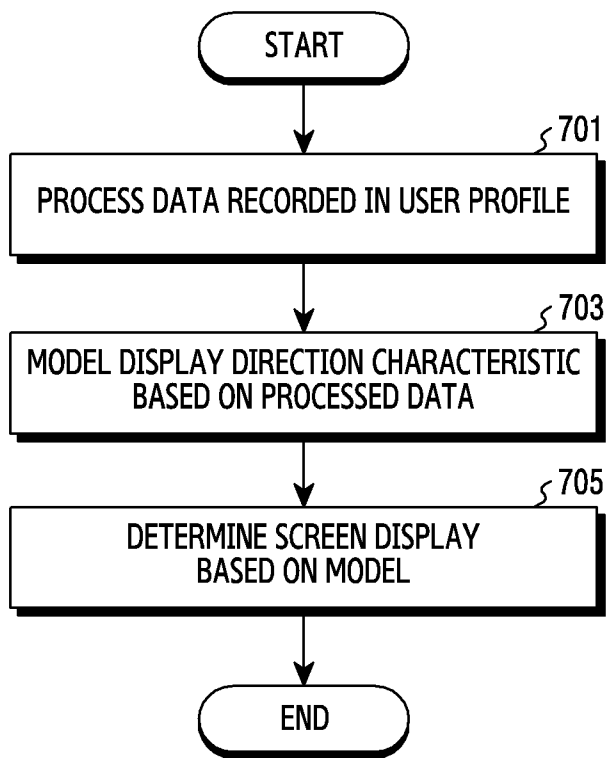 START
701
PROCESS DATA RECORDED IN USER PROFILE
703
MODEL DISPLAY DIRECTION CHARACTERISTIC
BASED ON PROCESSED DATA
705
DETERMINE SCREEN DISPLAY
BASED ON MODEL
END